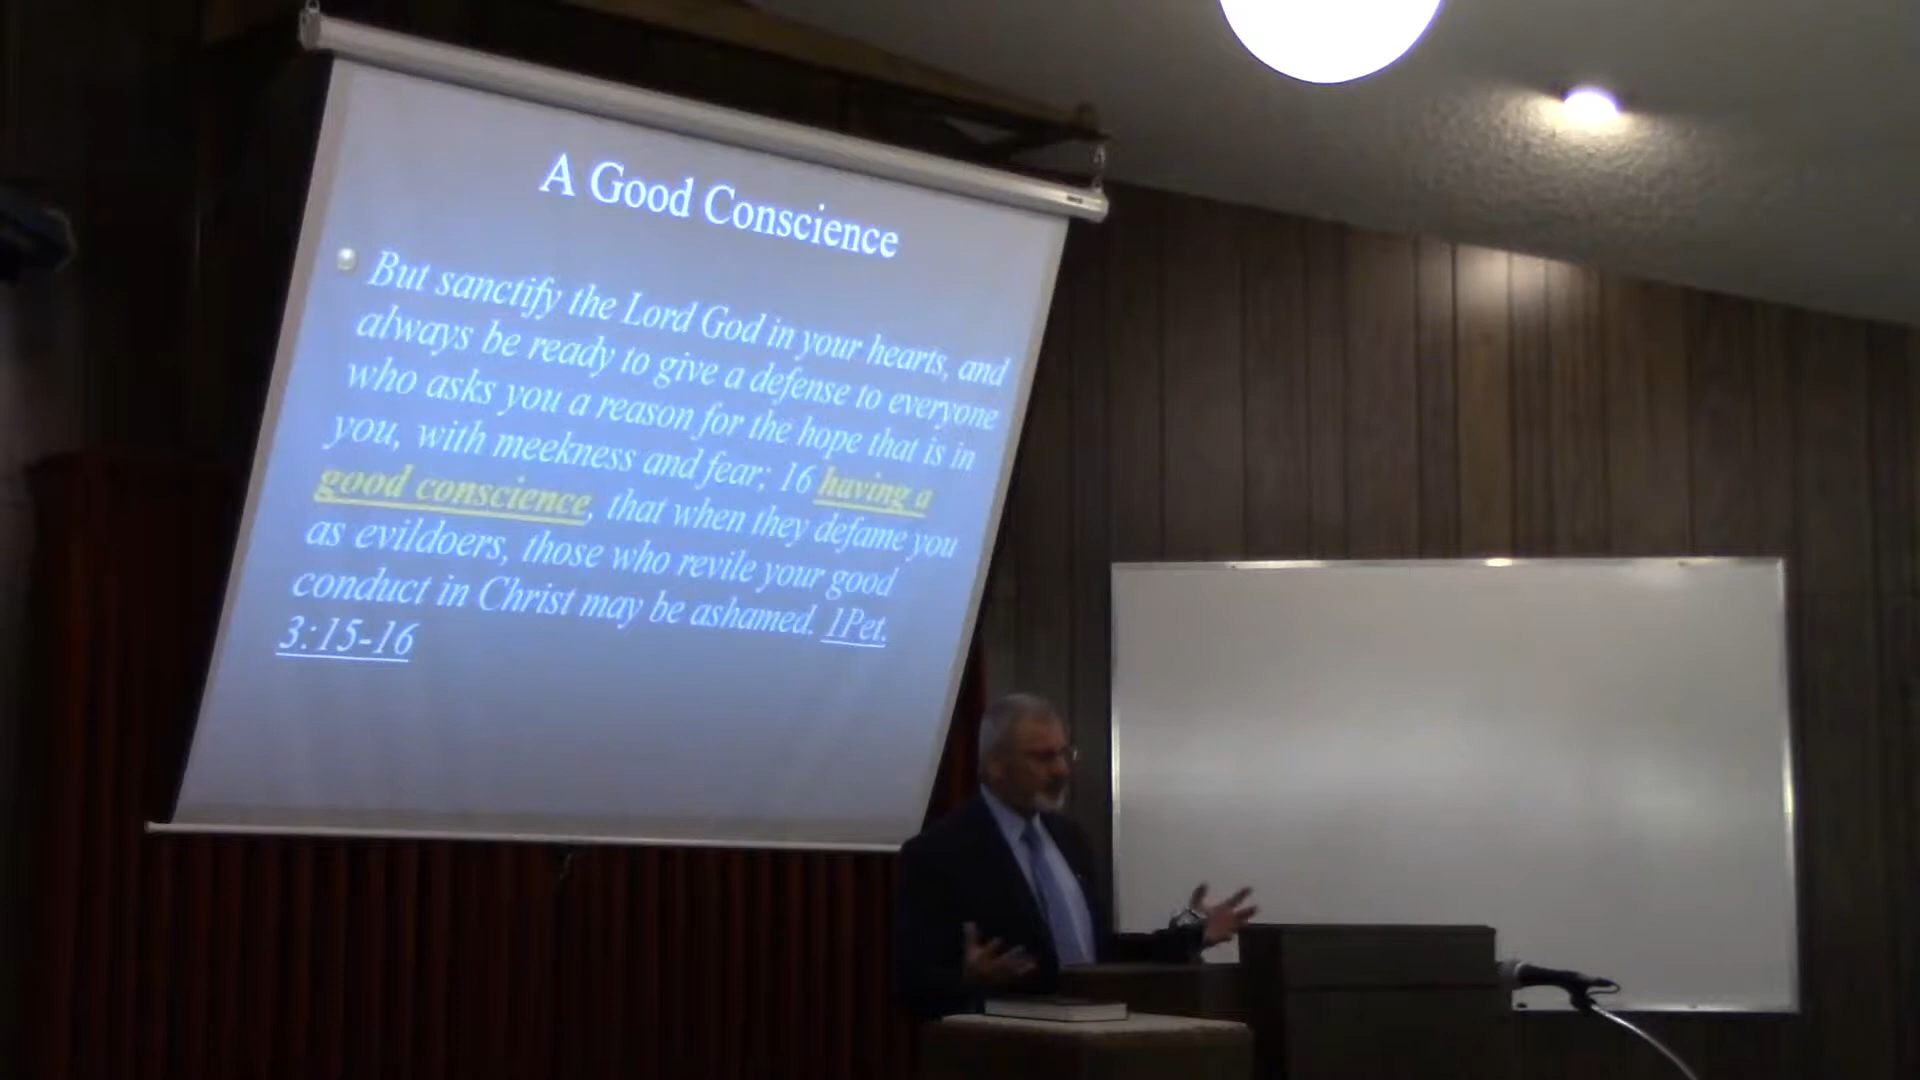 A Good Conscience
But sanctify the Lord God in your hearts, and
always be ready to give a defense to everyone
who asks you a reason for the hope that is in
you, with meekness and fear; 16 having a
good conscience, that when they defame you
as evildoers, those who revile your good
conduct in Christ may be ashamed. 1Pet.
3:15-16